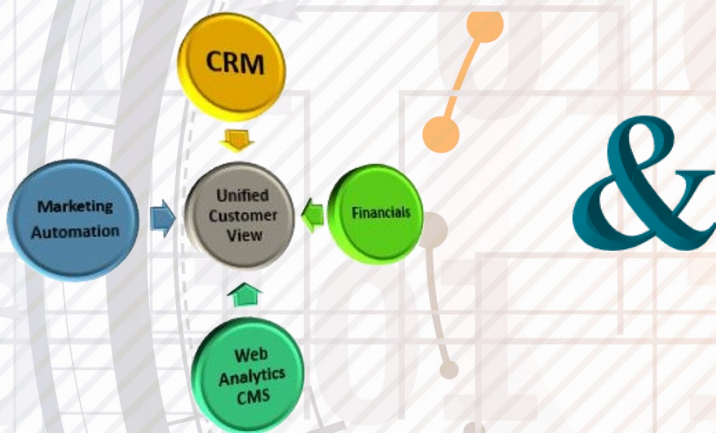 CRM
Marketing
Automation
Unified
Customer
View
Financials
Web
Analytics
CMS
&